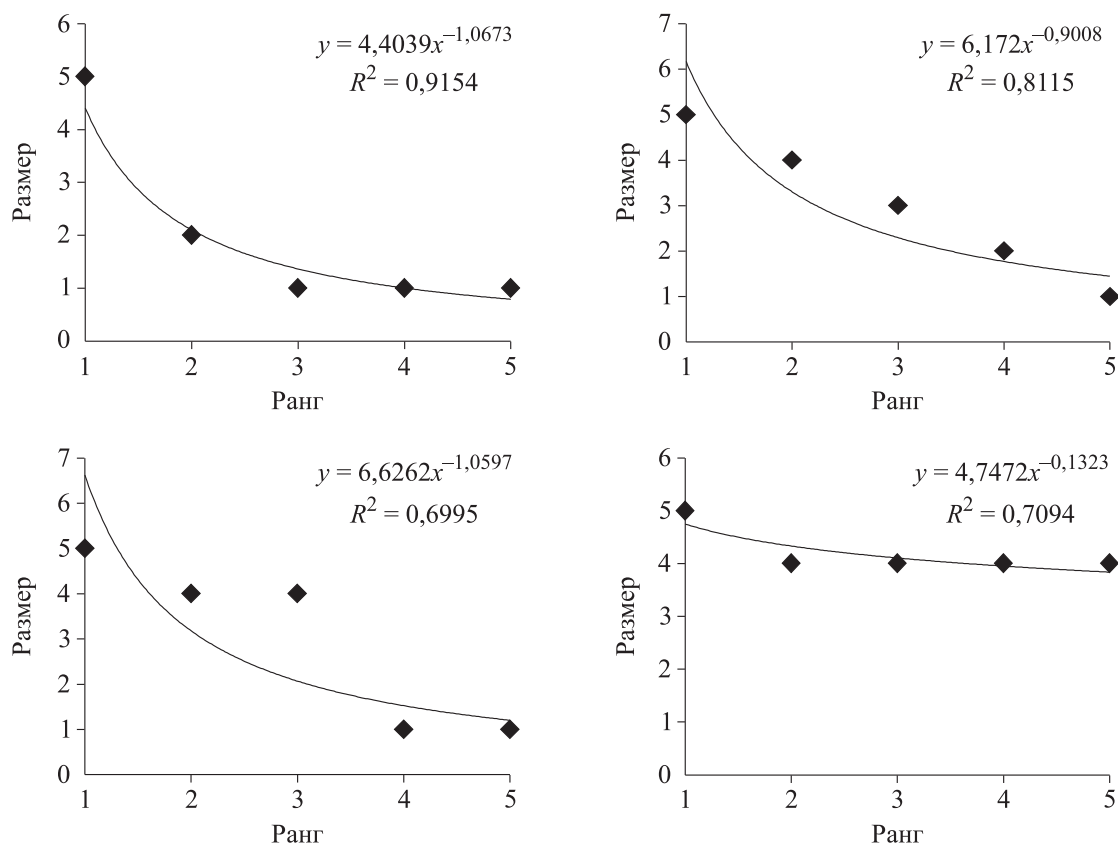 6
5
4
3
2
1
0
Размер
y = 4,4039x^–1,0673
R² = 0,9154
1 2 3 4 5
Ранг
7
6
5
4
3
2
1
0
Размер
y = 6,172x^–0,9008
R² = 0,8115
1 2 3 4 5
Ранг
7
6
5
4
3
2
1
0
Размер
y = 6,6262x^–1,0597
R² = 0,6995
1 2 3 4 5
Ранг
6
5
4
3
2
1
0
Размер
y = 4,7472x^–0,1323
R² = 0,7094
1 2 3 4 5
Ранг